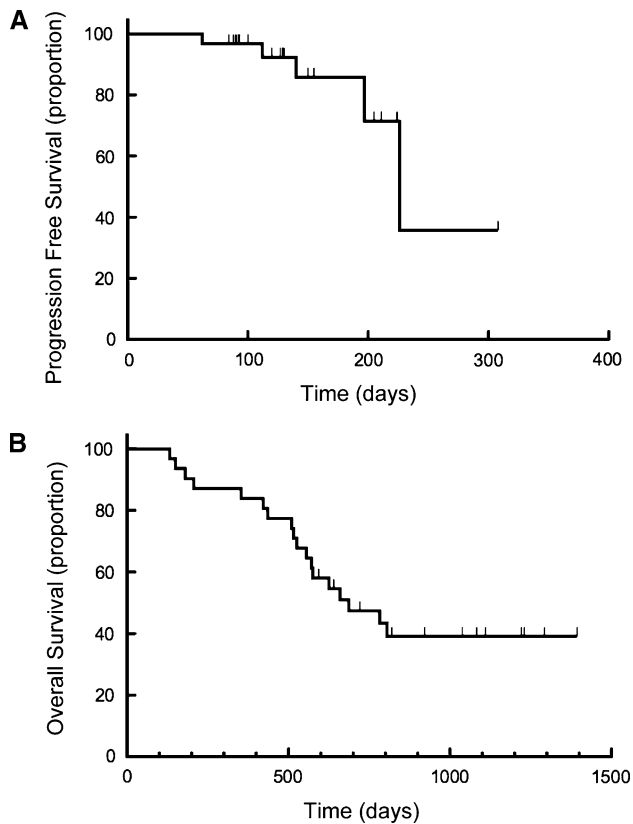 A
Progression Free Survival (proportion)
100
80
60
40
20
0
0 100 200 300 400
Time (days)
B
Overall Survival (proportion)
100
80
60
40
20
0
0 500 1000 1500
Time (days)